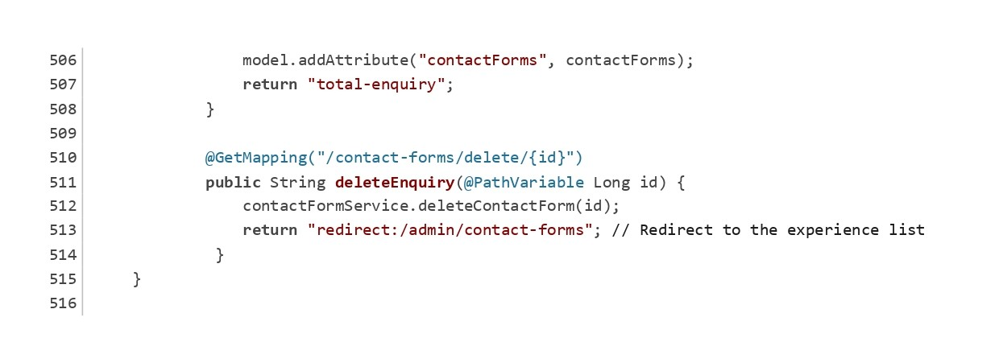 506 model.addAttribute("contactForms", contactForms);
507 return "total-enquiry";
508 }
509
510 @GetMapping("/contact-forms/delete/{id}")
511 public String deleteEnquiry(@PathVariable Long id) {
512 contactFormService.deleteContactForm(id);
513 return "redirect:/admin/contact-forms"; // Redirect to the experience list
514 }
515 }
516